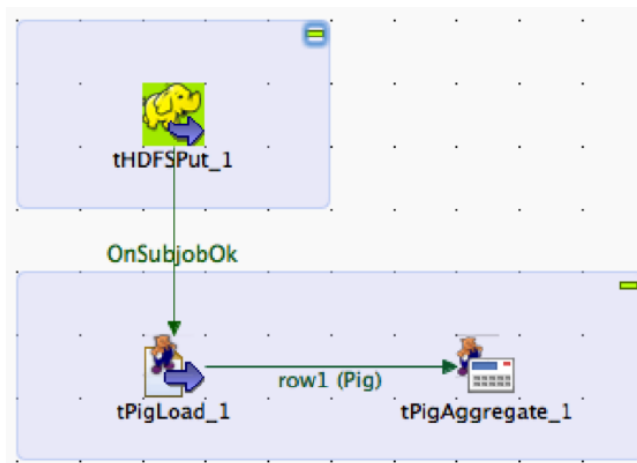 tHDFSPut_1
OnSubjobOk
row1 (Pig)
tPigLoad_1
tPigAggregate_1